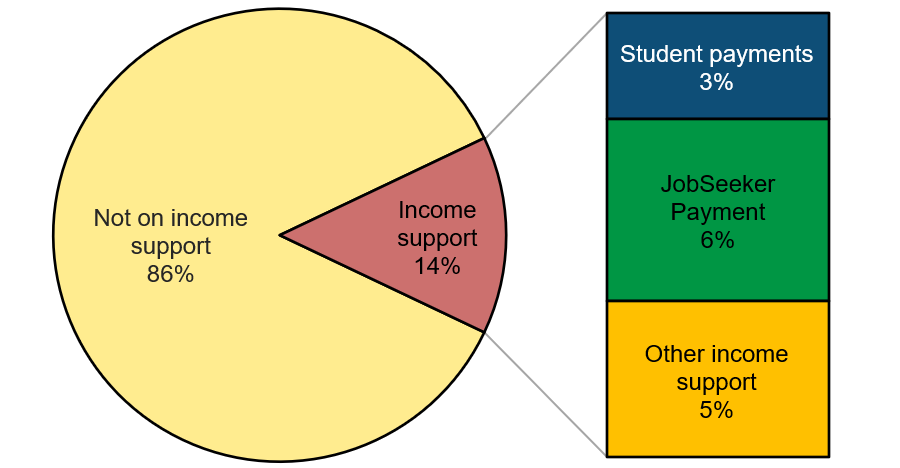 Not on income
support
86%
Income
support
14%
Student payments
3%
JobSeeker
Payment
6%
Other income
support
5%